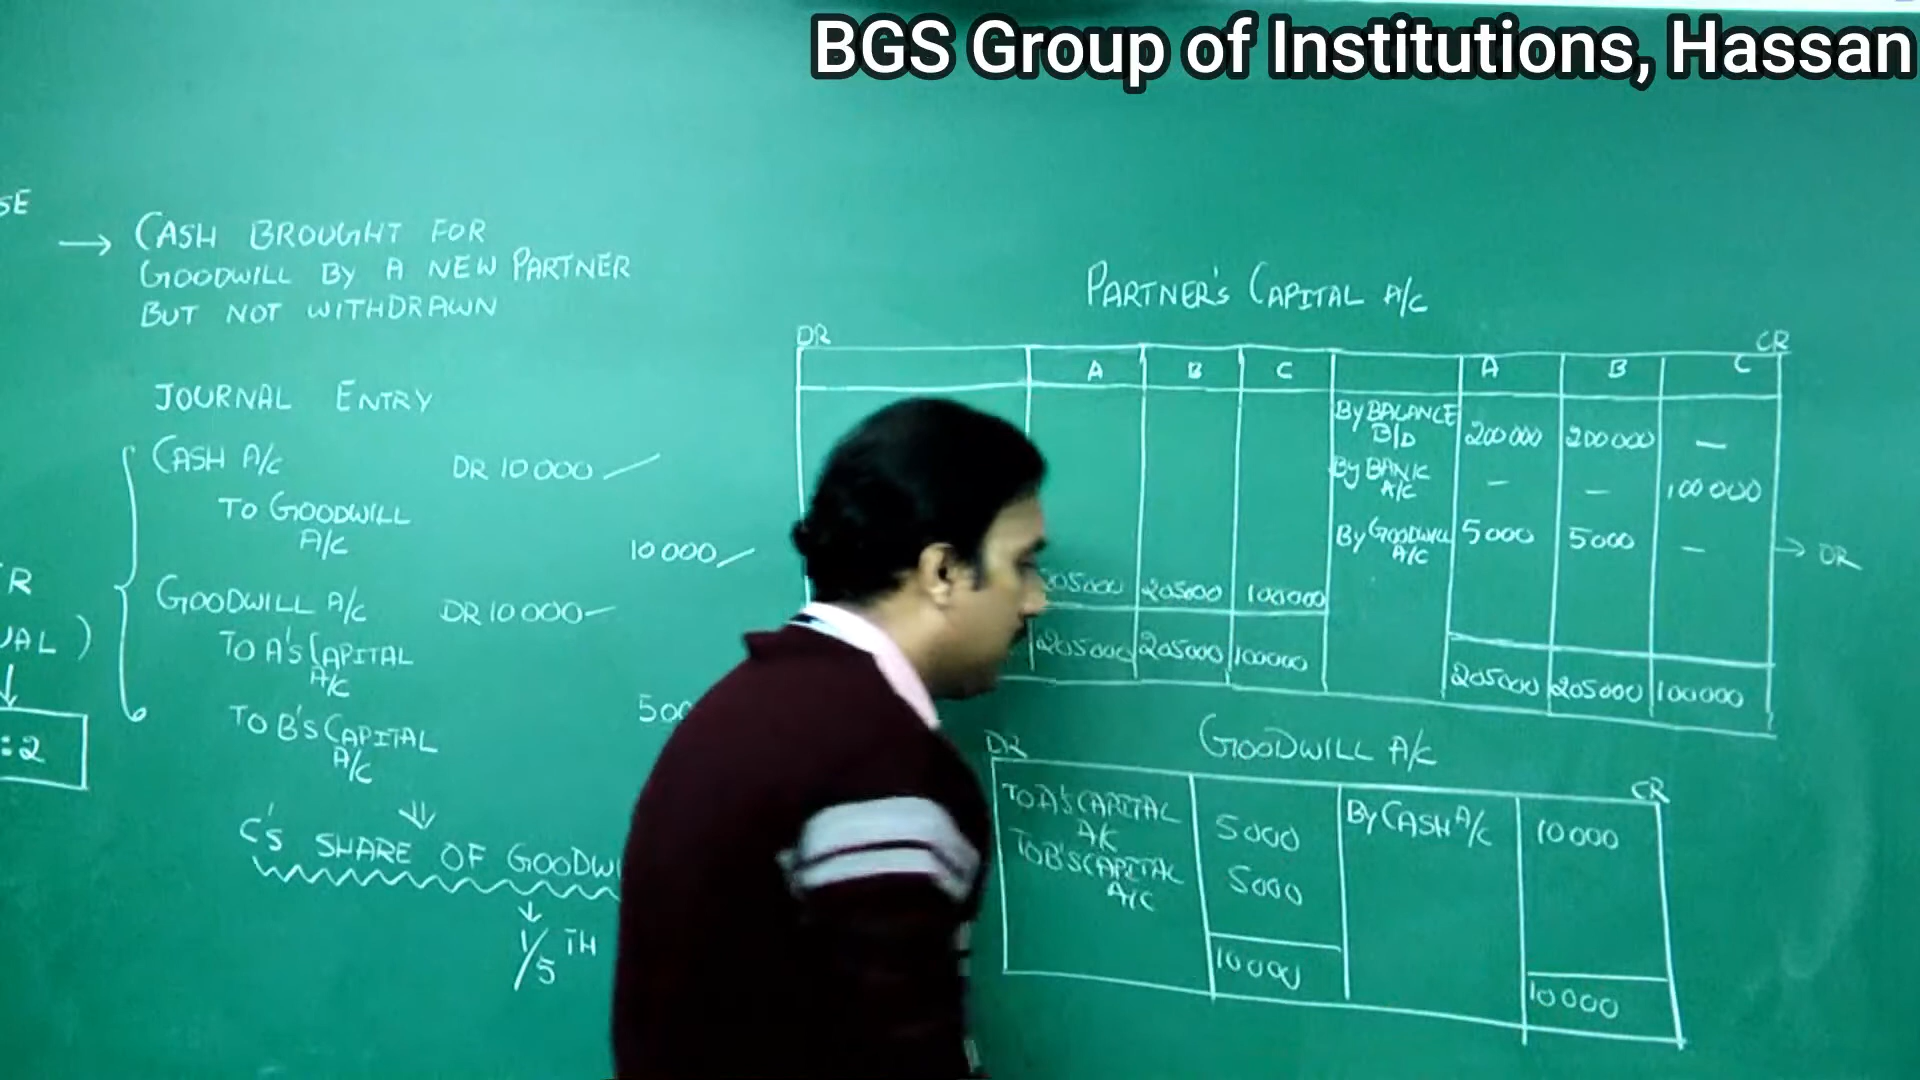 BGS Group of Institutions, Hassan
SE
→ CASH BROUGHT FOR
GOODWILL BY A NEW PARTNER
BUT NOT WITHDRAWN
JOURNAL ENTRY
CASH A/C DR 10000
TO GOODWILL
A/C
10000
GOODWILL A/C DR 10000
TO A'S CAPITAL
A/C
TO B'S CAPITAL
A/C
500
R
UAL )
:2
C'S SHARE OF GOODWI
1/5 TH
PARTNER'S CAPITAL A/C
DR CR
A B C A B C
By BALANCE
B/D 200000 200000 —
By BANK
A/C — — 100000
By GOODWILL
A/C 5000 5000 — → OR
205000 205000 100000
205000 205000 100000
205000 205000 100000
GOODWILL A/C
DR CR
TO A'S CAPITAL
A/C 5000 By CASH A/C 10000
TO B'S CAPITAL
A/C 5000
10000 10000